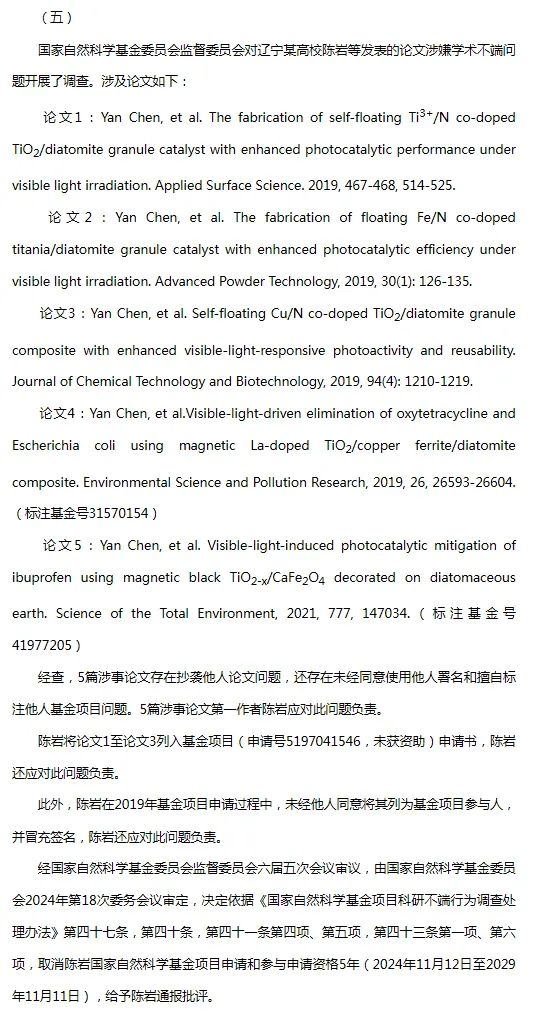 （五）
国家自然科学基金委员会监督委员会对辽宁某高校陈岩等发表的论文涉嫌学术不端问
题开展了调查。涉及论文如下：
论文1：Yan Chen, et al. The fabrication of self-floating Ti³⁺/N co-doped
TiO₂/diatomite granule catalyst with enhanced photocatalytic performance under
visible light irradiation. Applied Surface Science. 2019, 467-468, 514-525.
论文2：Yan Chen, et al. The fabrication of floating Fe/N co-doped
titania/diatomite granule catalyst with enhanced photocatalytic efficiency under
visible light irradiation. Advanced Powder Technology, 2019, 30(1): 126-135.
论文3：Yan Chen, et al. Self-floating Cu/N co-doped TiO₂/diatomite granule
composite with enhanced visible-light-responsive photoactivity and reusability.
Journal of Chemical Technology and Biotechnology, 2019, 94(4): 1210-1219.
论文4：Yan Chen, et al.Visible-light-driven elimination of oxytetracycline and
Escherichia coli using magnetic La-doped TiO₂/copper ferrite/diatomite
composite. Environmental Science and Pollution Research, 2019, 26, 26593-26604.
（标注基金号31570154）
论文5：Yan Chen, et al. Visible-light-induced photocatalytic mitigation of
ibuprofen using magnetic black TiO₂₋ₓ/CaFe₂O₄ decorated on diatomaceous
earth. Science of the Total Environment, 2021, 777, 147034.（标注基金号
41977205）
经查，5篇涉事论文存在抄袭他人论文问题，还存在未经同意使用他人署名和擅自标
注他人基金项目问题。5篇涉事论文第一作者陈岩应对此问题负责。
陈岩将论文1至论文3列入基金项目（申请号5197041546，未获资助）申请书，陈岩
还应对此问题负责。
此外，陈岩在2019年基金项目申请过程中，未经他人同意将其列为基金项目参与人，
并冒充签名，陈岩还应对此问题负责。
经国家自然科学基金委员会监督委员会六届五次会议审议，由国家自然科学基金委员
会2024年第18次委务会议审定，决定依据《国家自然科学基金项目科研不端行为调查处
理办法》第四十七条，第四十条，第四十一条第四项、第五项，第四十三条第一项、第六
项，取消陈岩国家自然科学基金项目申请和参与申请资格5年（2024年11月12日至2029
年11月11日），给予陈岩通报批评。